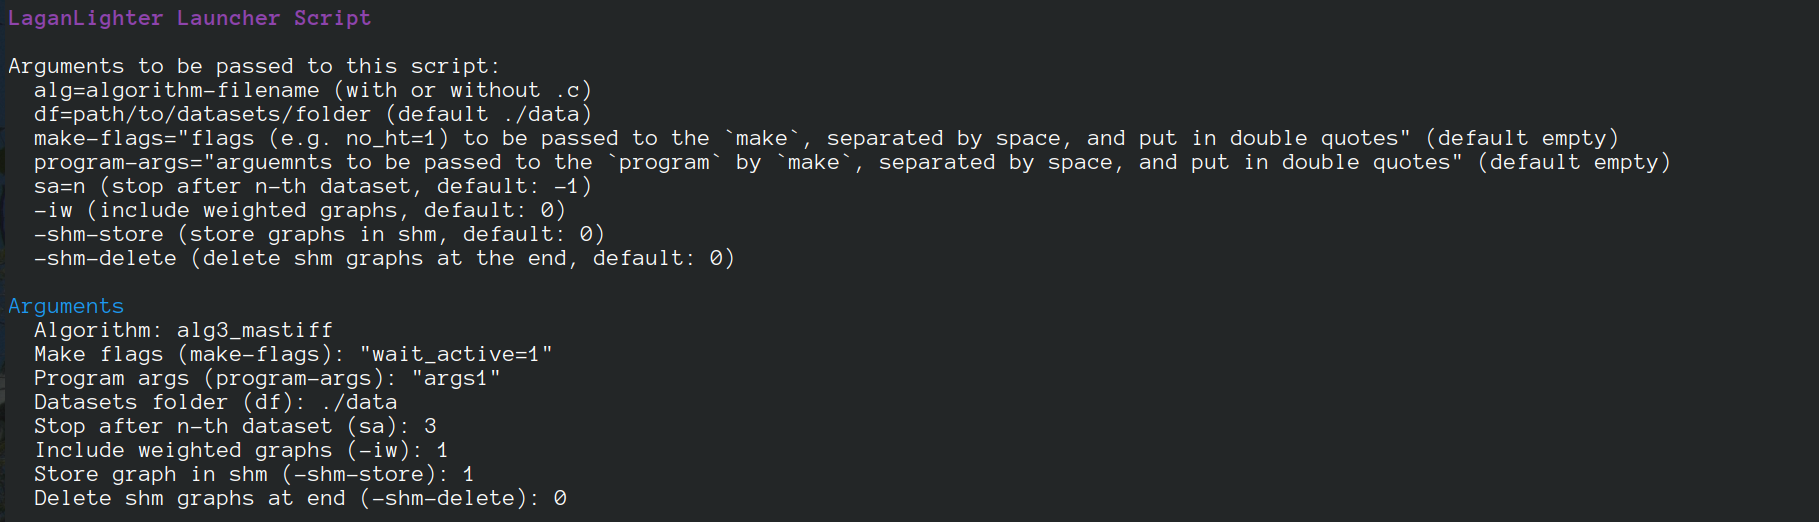 LaganLighter Launcher Script
Arguments to be passed to this script:
alg=algorithm-filename (with or without .c)
df=path/to/datasets/folder (default ./data)
make-flags="flags (e.g. no_ht=1) to be passed to the `make`, separated by space, and put in double quotes" (default empty)
program-args="arguemnts to be passed to the `program` by `make`, separated by space, and put in double quotes" (default empty)
sa=n (stop after n-th dataset, default: -1)
-iw (include weighted graphs, default: 0)
-shm-store (store graphs in shm, default: 0)
-shm-delete (delete shm graphs at the end, default: 0)
Arguments
Algorithm: alg3_mastiff
Make flags (make-flags): "wait_active=1"
Program args (program-args): "args1"
Datasets folder (df): ./data
Stop after n-th dataset (sa): 3
Include weighted graphs (-iw): 1
Store graph in shm (-shm-store): 1
Delete shm graphs at end (-shm-delete): 0